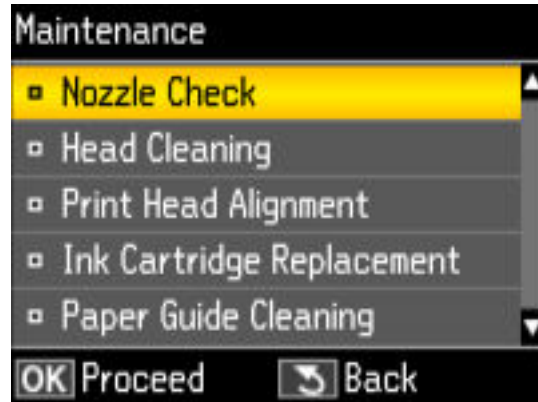 Maintenance
Nozzle Check
Head Cleaning
Print Head Alignment
Ink Cartridge Replacement
Paper Guide Cleaning
OK Proceed Back